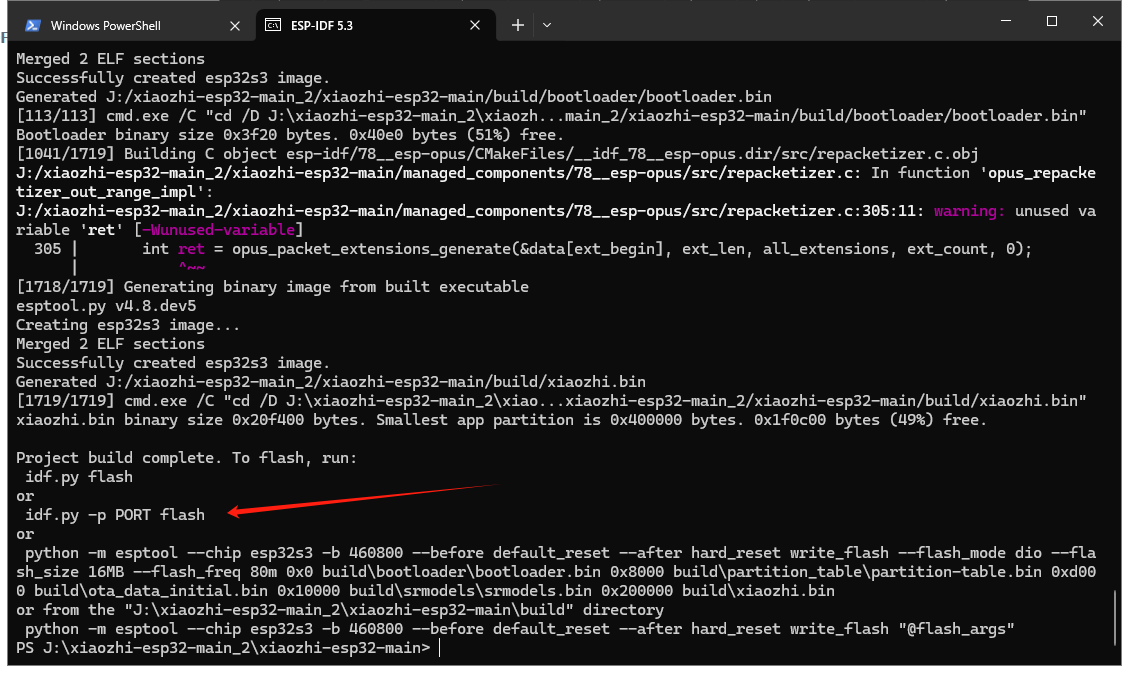 Windows PowerShell
ESP-IDF 5.3
Merged 2 ELF sections
Successfully created esp32s3 image.
Generated J:/xiaozhi-esp32-main_2/xiaozhi-esp32-main/build/bootloader/bootloader.bin
[113/113] cmd.exe /C "cd /D J:\xiaozhi-esp32-main_2\xiaozh...main_2/xiaozhi-esp32-main/build/bootloader/bootloader.bin"
Bootloader binary size 0x3f20 bytes. 0x40e0 bytes (51%) free.
[1041/1719] Building C object esp-idf/78__esp-opus/CMakeFiles/__idf_78__esp-opus.dir/src/repacketizer.c.obj
J:/xiaozhi-esp32-main_2/xiaozhi-esp32-main/managed_components/78__esp-opus/src/repacketizer.c: In function 'opus_repacke
tizer_out_range_impl':
J:/xiaozhi-esp32-main_2/xiaozhi-esp32-main/managed_components/78__esp-opus/src/repacketizer.c:305:11: warning: unused va
riable 'ret' [-Wunused-variable]
  305 |       int ret = opus_packet_extensions_generate(&data[ext_begin], ext_len, all_extensions, ext_count, 0);
      |           ^~~
[1718/1719] Generating binary image from built executable
esptool.py v4.8.dev5
Creating esp32s3 image...
Merged 2 ELF sections
Successfully created esp32s3 image.
Generated J:/xiaozhi-esp32-main_2/xiaozhi-esp32-main/build/xiaozhi.bin
[1719/1719] cmd.exe /C "cd /D J:\xiaozhi-esp32-main_2\xiao...xiaozhi-esp32-main_2/xiaozhi-esp32-main/build/xiaozhi.bin"
xiaozhi.bin binary size 0x20f400 bytes. Smallest app partition is 0x400000 bytes. 0x1f0c00 bytes (49%) free.
Project build complete. To flash, run:
 idf.py flash
or
 idf.py -p PORT flash
or
 python -m esptool --chip esp32s3 -b 460800 --before default_reset --after hard_reset write_flash --flash_mode dio --fla
sh_size 16MB --flash_freq 80m 0x0 build\bootloader\bootloader.bin 0x8000 build\partition_table\partition-table.bin 0xd00
0 build\ota_data_initial.bin 0x10000 build\srmodels\srmodels.bin 0x200000 build\xiaozhi.bin
or from the "J:\xiaozhi-esp32-main_2\xiaozhi-esp32-main\build" directory
 python -m esptool --chip esp32s3 -b 460800 --before default_reset --after hard_reset write_flash "@flash_args"
PS J:\xiaozhi-esp32-main_2\xiaozhi-esp32-main>